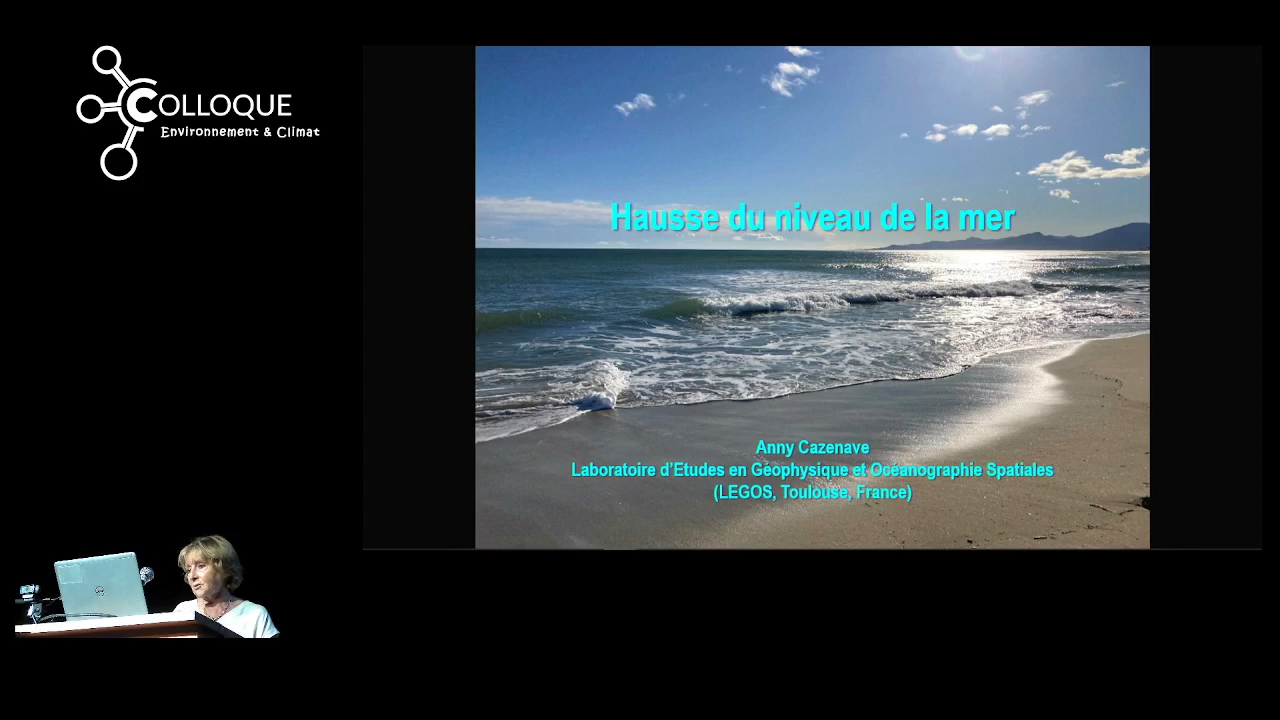 COLLOQUE
Environnement & Climat
Hausse du niveau de la mer
Anny Cazenave
Laboratoire d'Etudes en Géophysique et Océanographie Spatiales
(LEGOS, Toulouse, France)